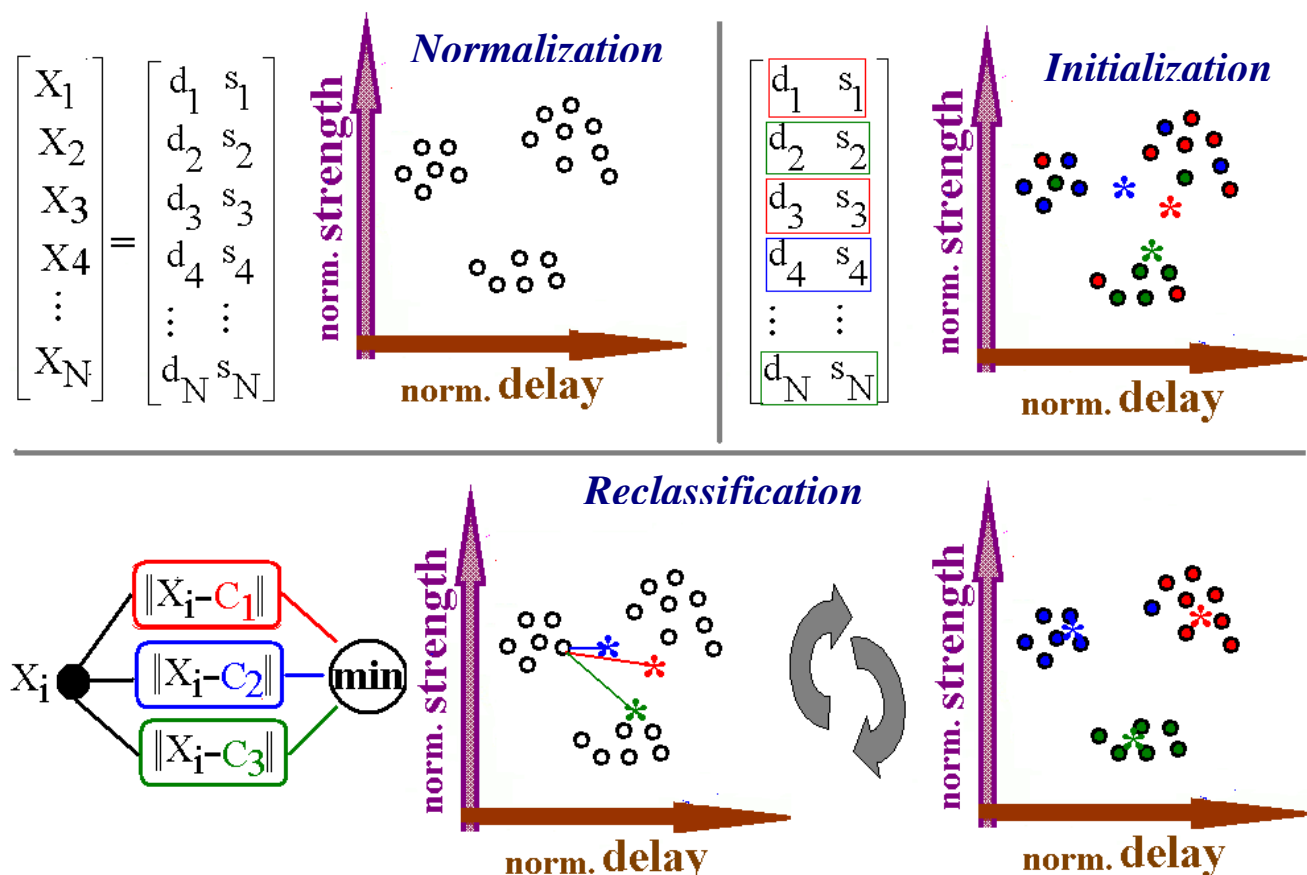 Normalization
X1
X2
X3
X4
⋮
XN
=
d1 s1
d2 s2
d3 s3
d4 s4
⋮ ⋮
dN sN
norm. strength
norm. delay
Initialization
d1 s1
d2 s2
d3 s3
d4 s4
⋮ ⋮
dN sN
norm. strength
norm. delay
Reclassification
Xi
‖Xi-C1‖
‖Xi-C2‖
‖Xi-C3‖
min
norm. strength
norm. delay
norm. strength
norm. delay